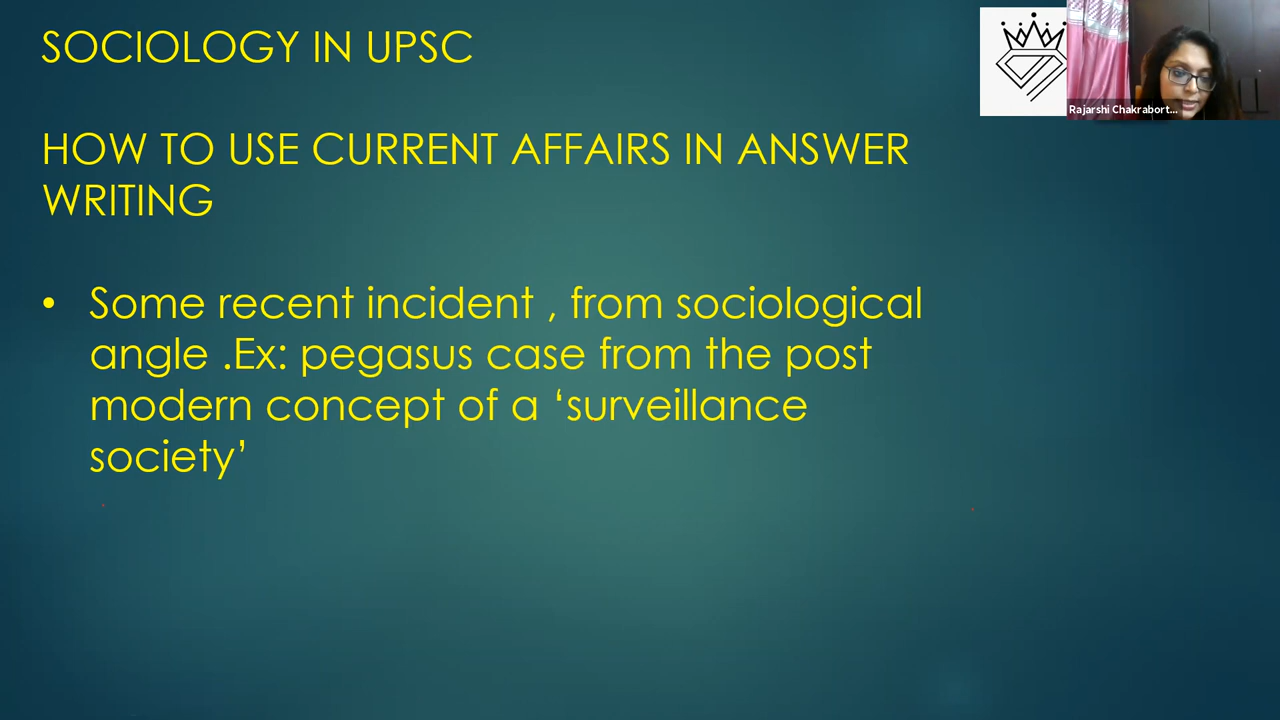 SOCIOLOGY IN UPSC
HOW TO USE CURRENT AFFAIRS IN ANSWER
WRITING
• Some recent incident , from sociological
angle .Ex: pegasus case from the post
modern concept of a ‘surveillance
society’
Rajarshi Chakrabort...